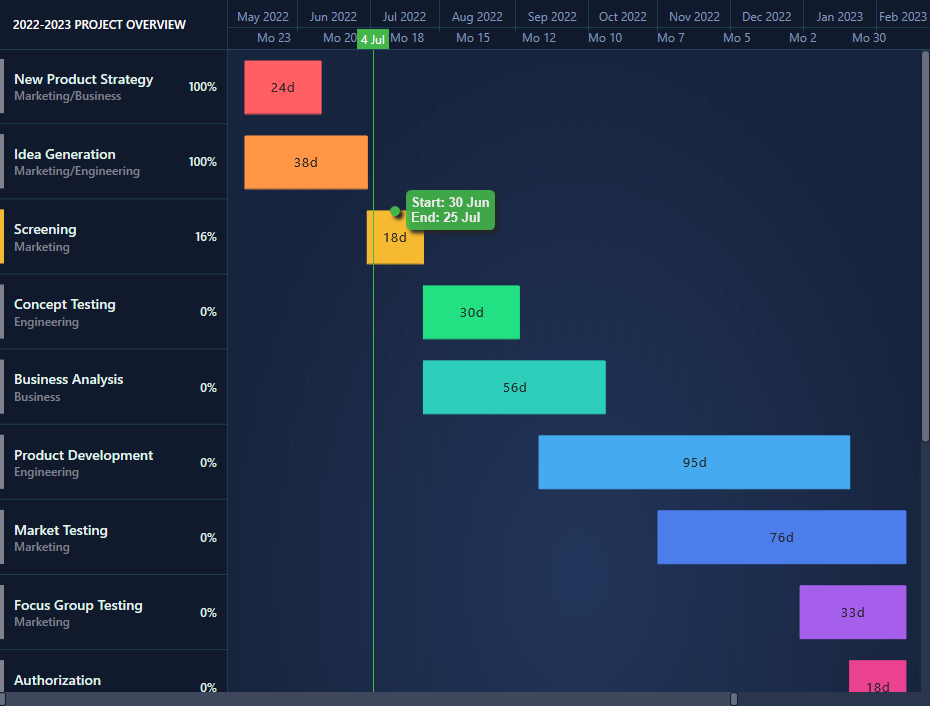 2022-2023 PROJECT OVERVIEW
May 2022 Jun 2022 Jul 2022 Aug 2022 Sep 2022 Oct 2022 Nov 2022 Dec 2022 Jan 2023 Feb 2023
Mo 23 Mo 20 4 Jul Mo 18 Mo 15 Mo 12 Mo 10 Mo 7 Mo 5 Mo 2 Mo 30
New Product Strategy
Marketing/Business
100%
24d
Idea Generation
Marketing/Engineering
100%
38d
Screening
Marketing
16%
18d
Start: 30 Jun
End: 25 Jul
Concept Testing
Engineering
0%
30d
Business Analysis
Business
0%
56d
Product Development
Engineering
0%
95d
Market Testing
Marketing
0%
76d
Focus Group Testing
Marketing
0%
33d
Authorization
0%
18d